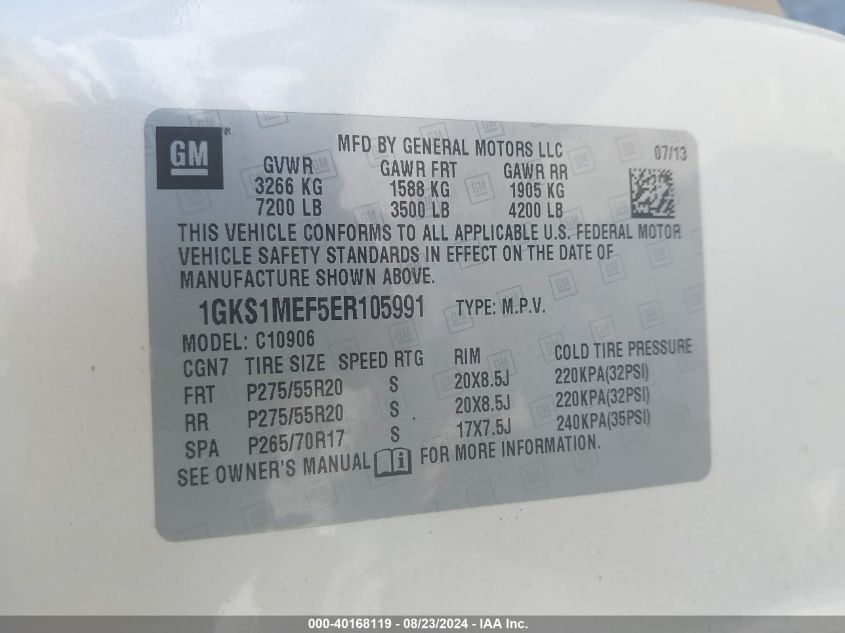 GM®
MFD BY GENERAL MOTORS LLC 07/13
GVWR GAWR FRT GAWR RR
3266 KG 1588 KG 1905 KG
7200 LB 3500 LB 4200 LB
THIS VEHICLE CONFORMS TO ALL APPLICABLE U.S. FEDERAL MOTOR
VEHICLE SAFETY STANDARDS IN EFFECT ON THE DATE OF
MANUFACTURE SHOWN ABOVE.
1GKS1MEF5ER105991 TYPE: M.P.V.
MODEL: C10906
CGN7 TIRE SIZE SPEED RTG RIM COLD TIRE PRESSURE
FRT P275/55R20 S 20X8.5J 220KPA(32PSI)
RR P275/55R20 S 20X8.5J 220KPA(32PSI)
SPA P265/70R17 S 17X7.5J 240KPA(35PSI)
SEE OWNER'S MANUAL i FOR MORE INFORMATION.
000-40168119 - 08/23/2024 - IAA Inc.